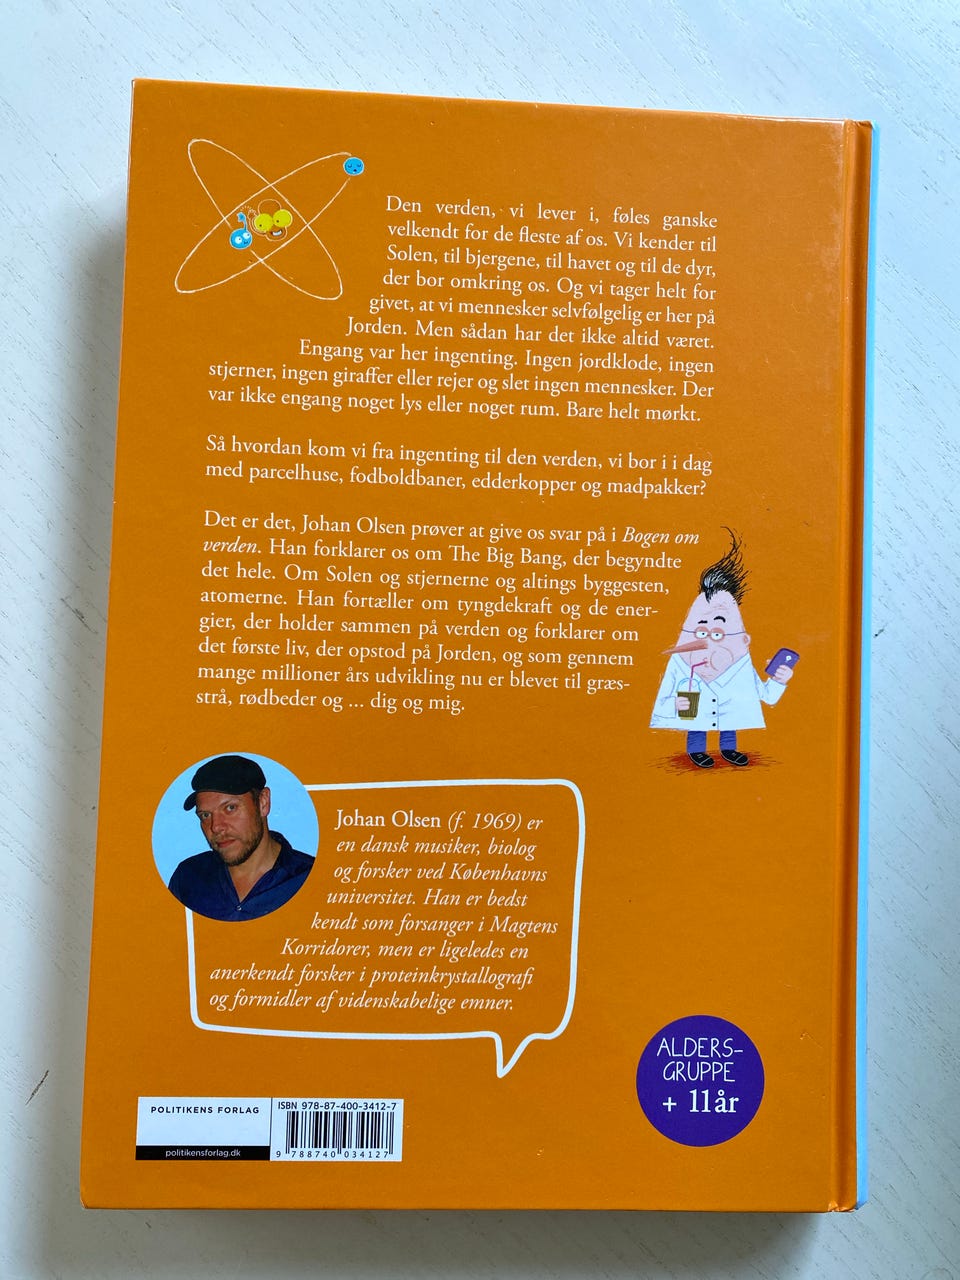 Den verden, vi lever i, føles ganske
velkendt for de fleste af os. Vi kender til
Solen, til bjergene, til havet og til de dyr,
der bor omkring os. Og vi tager helt for
givet, at vi mennesker selvfølgelig er her på
Jorden. Men sådan har det ikke altid været.
Engang var her ingenting. Ingen jordklode, ingen
stjerner, ingen giraffer eller rejer og slet ingen mennesker. Der
var ikke engang noget lys eller noget rum. Bare helt mørkt.
Så hvordan kom vi fra ingenting til den verden, vi bor i i dag
med parcelhuse, fodboldbaner, edderkopper og madpakker?
Det er det, Johan Olsen prøver at give os svar på i Bogen om
verden. Han forklarer os om The Big Bang, der begyndte
det hele. Om Solen og stjernerne og altings byggesten,
atomerne. Han fortæller om tyngdekraft og de ener-
gier, der holder sammen på verden og forklarer om
det første liv, der opstod på Jorden, og som gennem
mange millioner års udvikling nu er blevet til græs-
strå, rødbeder og ... dig og mig.
Johan Olsen (f. 1969) er
en dansk musiker, biolog
og forsker ved Københavns
universitet. Han er bedst
kendt som forsanger i Magtens
Korridorer, men er ligeledes en
anerkendt forsker i proteinkrystallografi
og formidler af videnskabelige emner.
ALDERS-
GRUPPE
+ 11år
POLITIKENS FORLAG
politikensforlag.dk
ISBN 978-87-400-3412-7
9 788740 034127